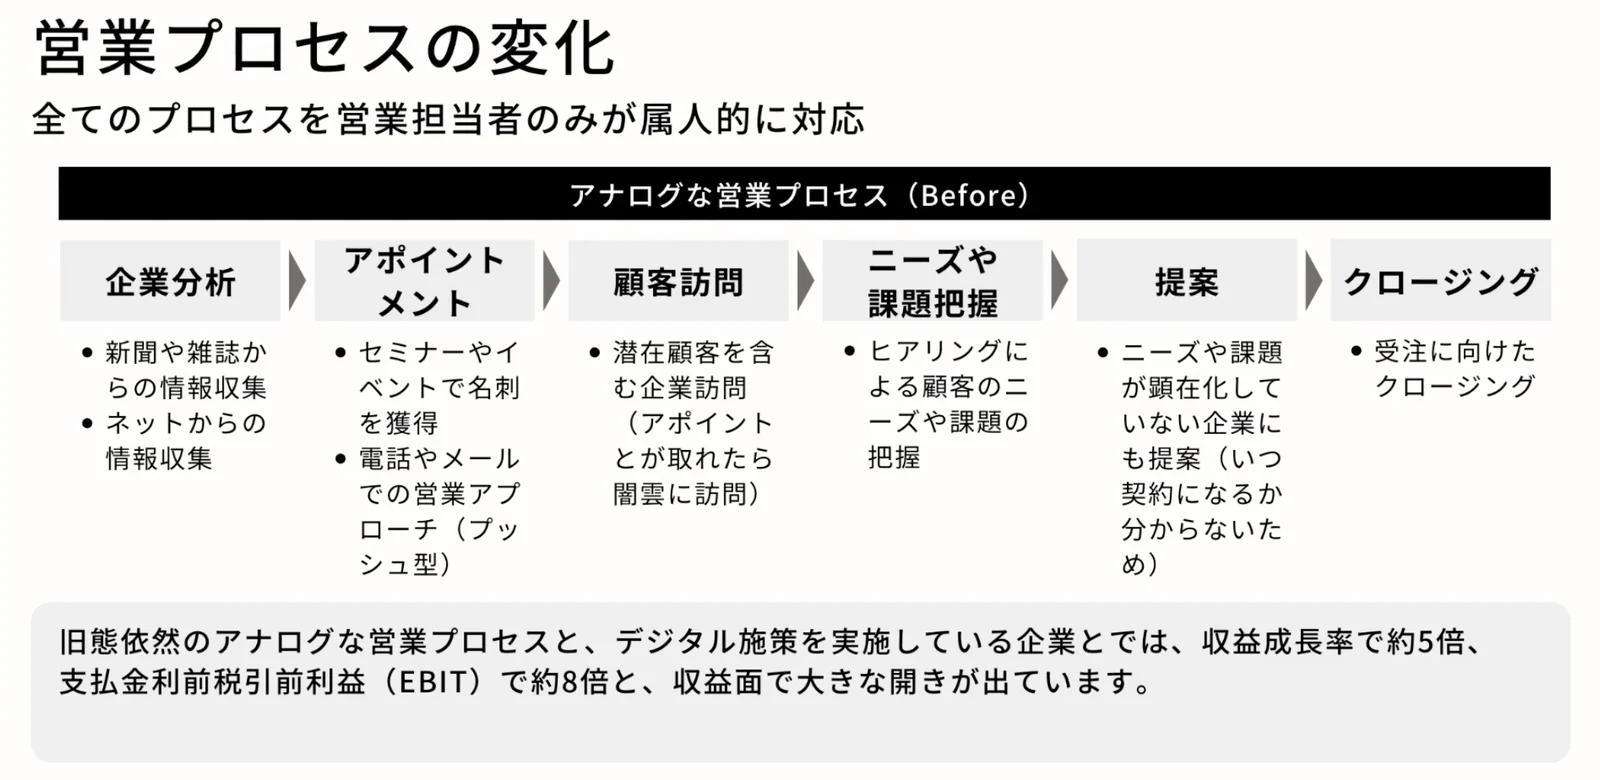 営業プロセスの変化
全てのプロセスを営業担当者のみが属人的に対応
アナログな営業プロセス（Before）
企業分析
新聞や雑誌か
らの情報収集
ネットからの
情報収集
アポイント
メント
セミナーやイ
ベントで名刺
を獲得
電話やメール
での営業アプ
ローチ（プッ
シュ型）
顧客訪問
潜在顧客を含
む企業訪問
（アポイント
とが取れたら
闇雲に訪問）
ニーズや
課題把握
ヒアリングに
よる顧客のニ
ーズや課題の
把握
提案
ニーズや課題
が顕在化して
いない企業に
も提案（いつ
契約になるか
分からないた
め）
クロージング
受注に向けた
クロージング
旧態依然のアナログな営業プロセスと、デジタル施策を実施している企業とでは、収益成長率で約5倍、
支払金利前税引前利益（EBIT）で約8倍と、収益面で大きな開きが出ています。